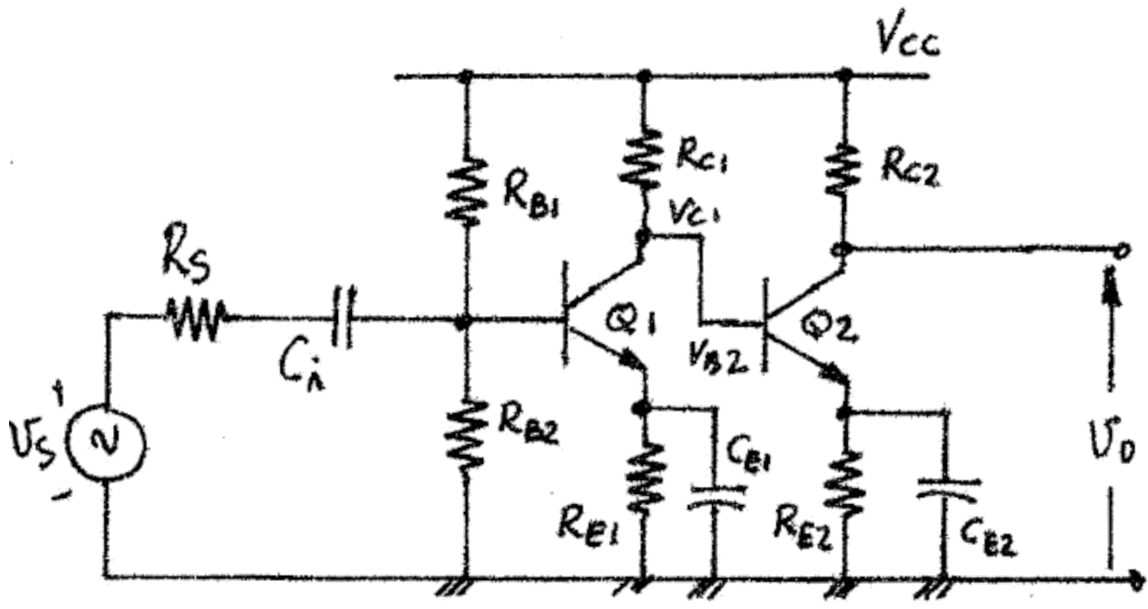 VCC
RC1
RC2
RB1
VC1
RS
Q1
Q2
Ci
VB2
+
vS
RB2
CE1
vo
-
RE1
RE2
CE2